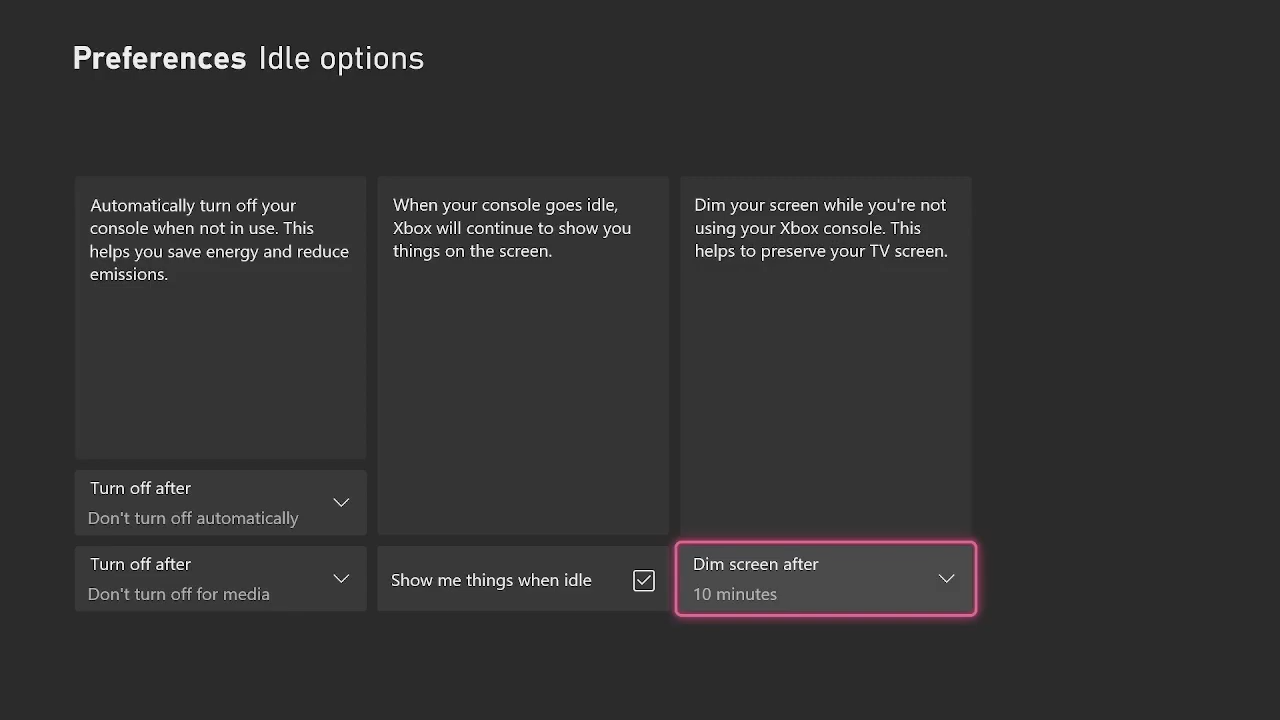 Preferences Idle options
Automatically turn off your
console when not in use. This
helps you save energy and reduce
emissions.
Turn off after
Don't turn off automatically
Turn off after
Don't turn off for media
When your console goes idle,
Xbox will continue to show you
things on the screen.
Show me things when idle
Dim your screen while you're not
using your Xbox console. This
helps to preserve your TV screen.
Dim screen after
10 minutes